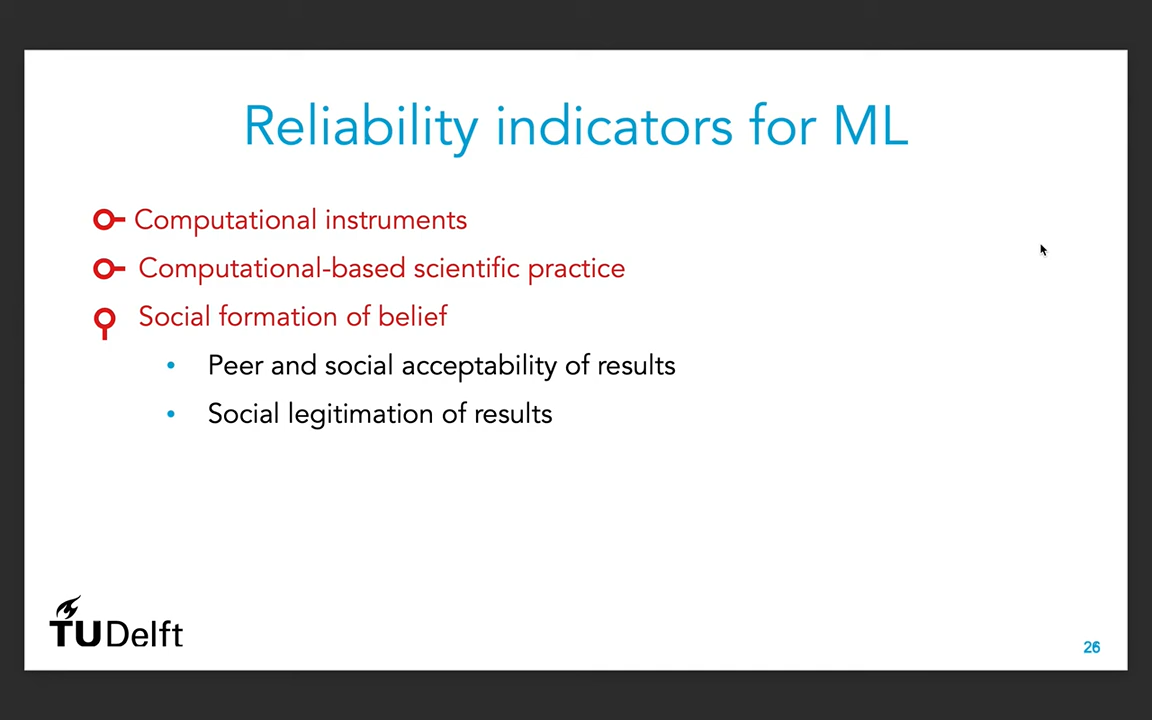 Reliability indicators for ML
Computational instruments
Computational-based scientific practice
Social formation of belief
• Peer and social acceptability of results
• Social legitimation of results
TUDelft
26